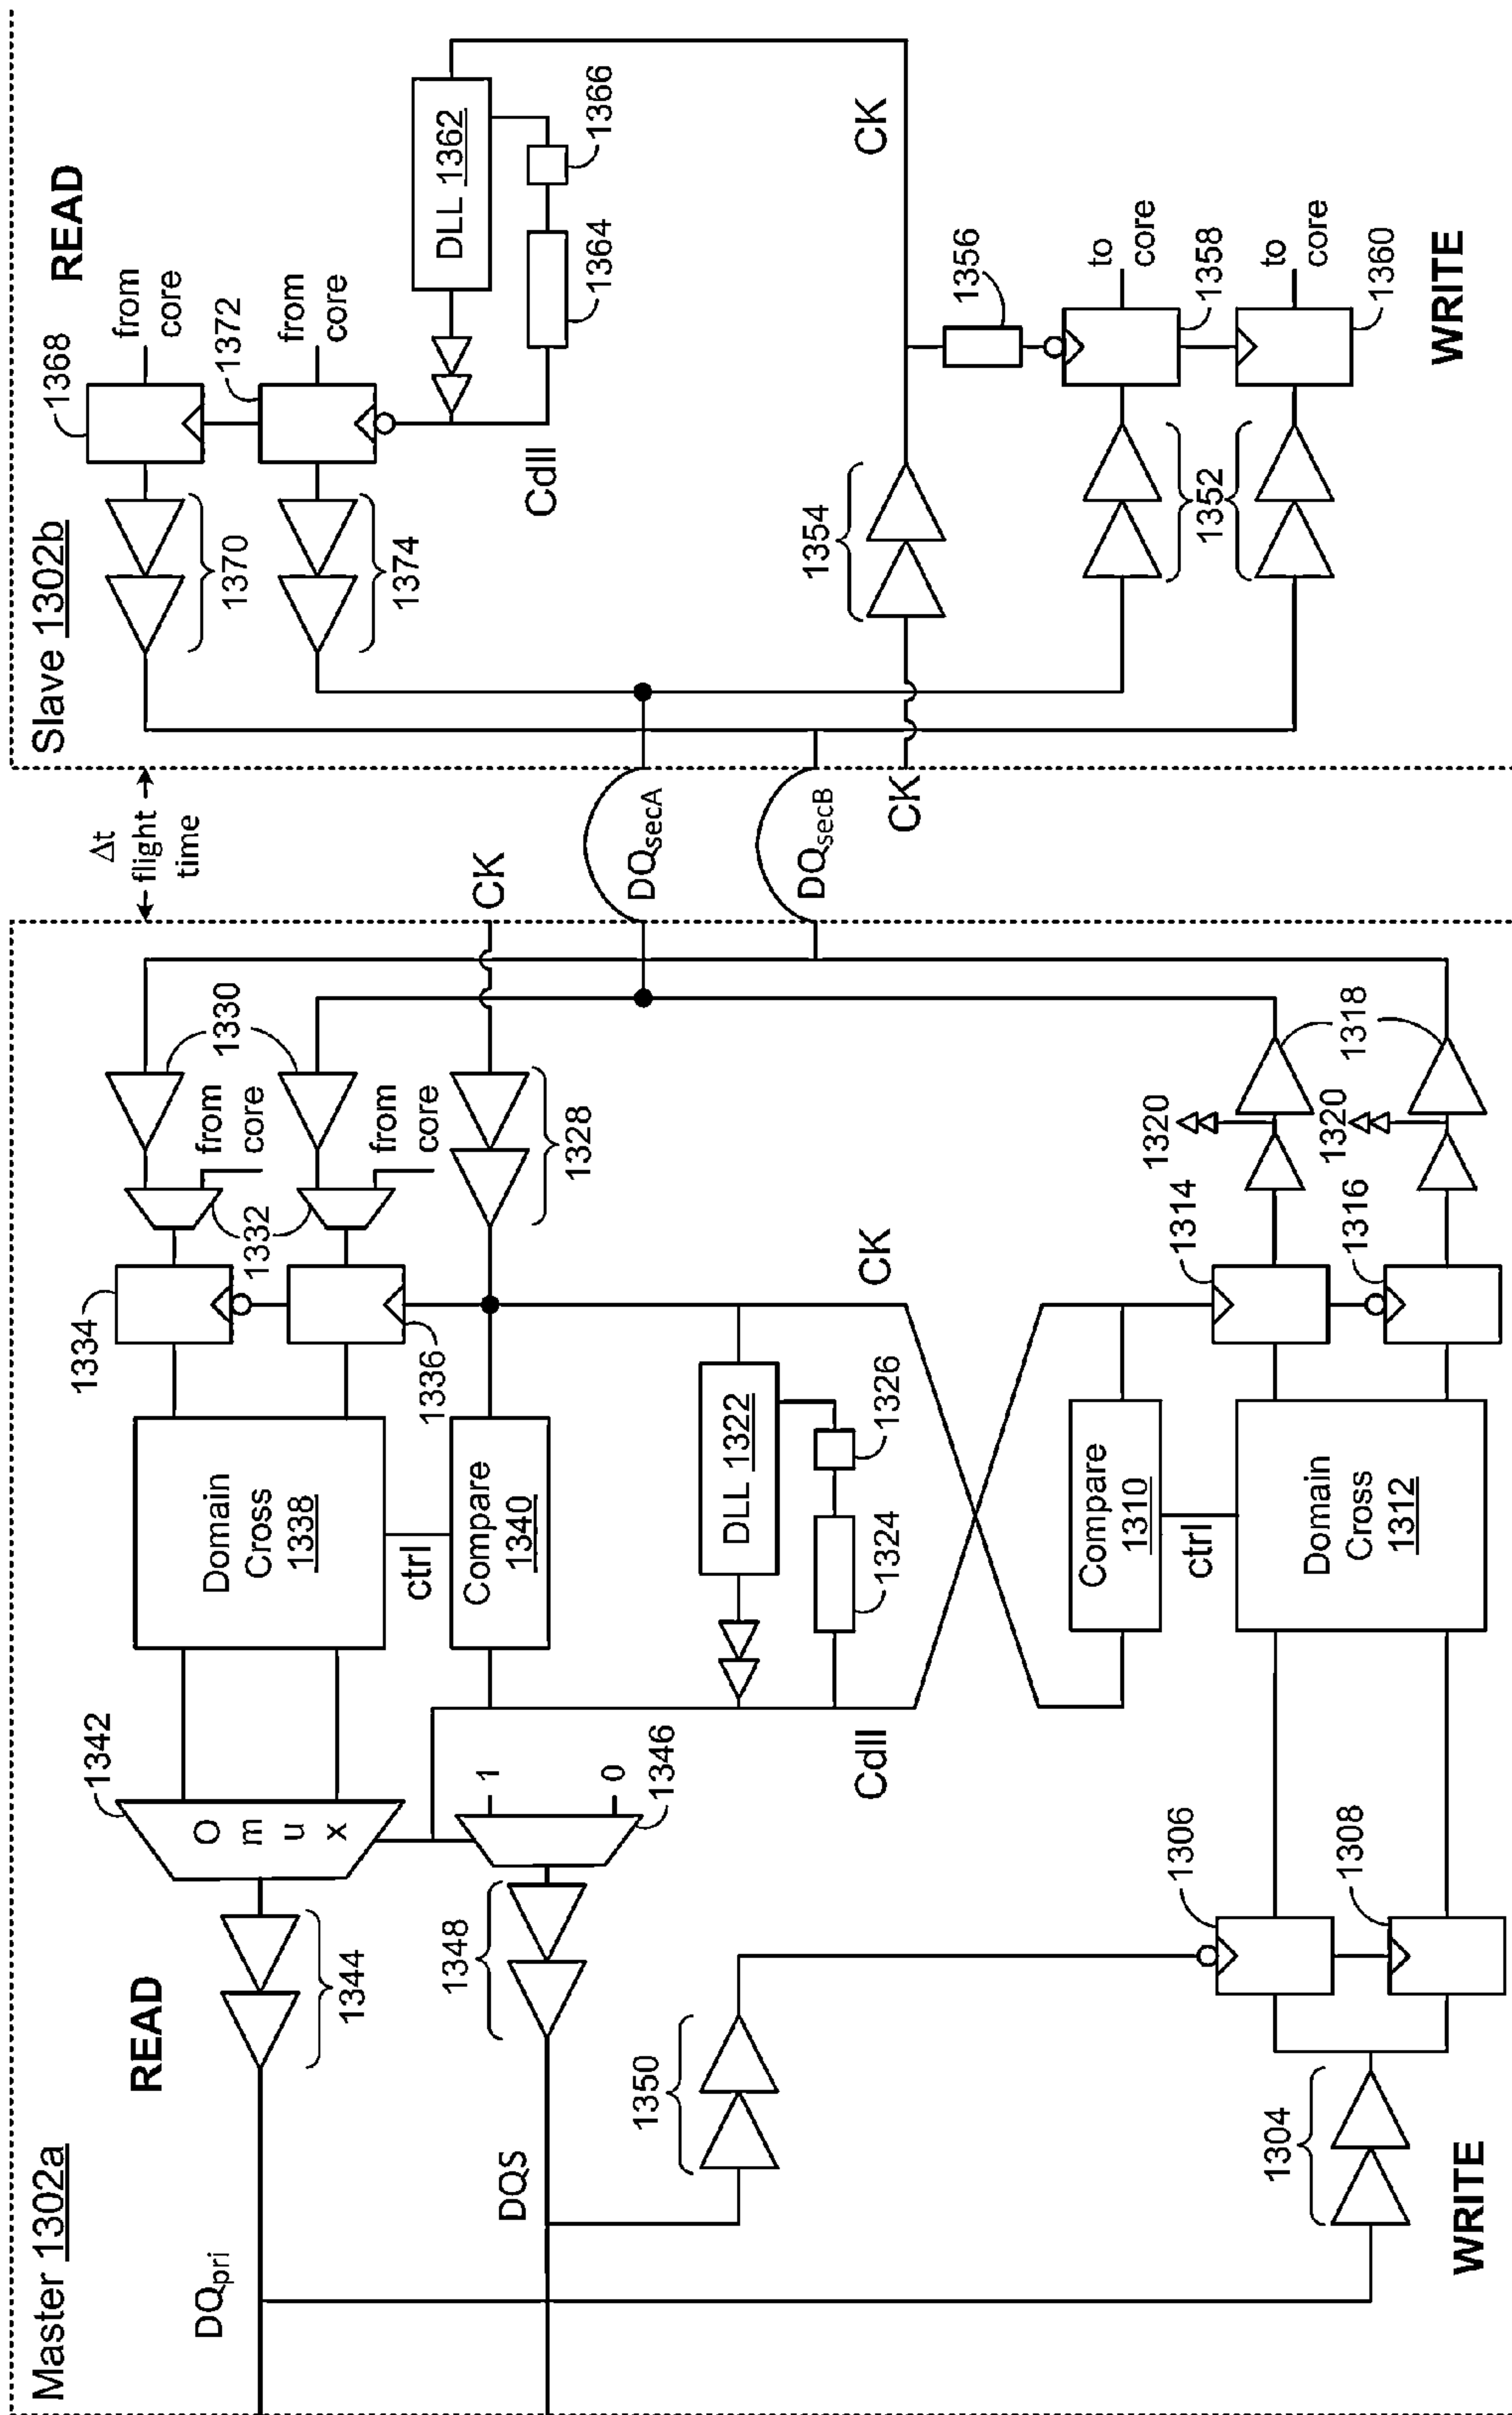 Master 1302a
READ
DQpri
1344
1342
O
m
u
x
Domain
Cross
1338
1334
1332
from
core
1330
from
core
1336
1328
CK
ctrl
Compare
1340
DQS
1348
1
0
1346
1350
DLL 1322
1326
1324
Cdll
CK
Compare
1310
ctrl
Domain
Cross
1312
1306
1308
1304
WRITE
1314
1316
1320
1320
1318
Δt
flight
time
DQsecA
DQsecB
CK
Slave 1302b
READ
1368
from
core
1370
1372
from
core
1374
DLL 1362
1366
1364
Cdll
1354
CK
1356
to
core
1358
1352
to
core
1360
WRITE